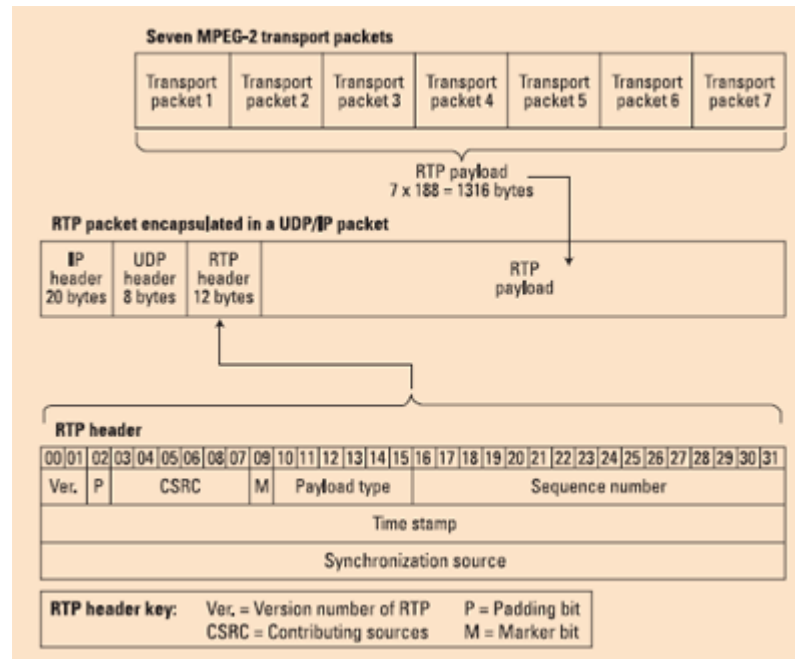 Seven MPEG-2 transport packets
Transport packet 1
Transport packet 2
Transport packet 3
Transport packet 4
Transport packet 5
Transport packet 6
Transport packet 7
RTP payload
7 x 188 = 1316 bytes
RTP packet encapsulated in a UDP/IP packet
IP header 20 bytes
UDP header 8 bytes
RTP header 12 bytes
RTP payload
RTP header
00 01 02 03 04 05 06 08 07 09 10 11 12 13 14 15 16 17 18 19 20 21 22 23 24 25 26 27 28 29 30 31
Ver. P CSRC M Payload type Sequence number
Time stamp
Synchronization source
RTP header key: Ver. = Version number of RTP P = Padding bit
CSRC = Contributing sources M = Marker bit